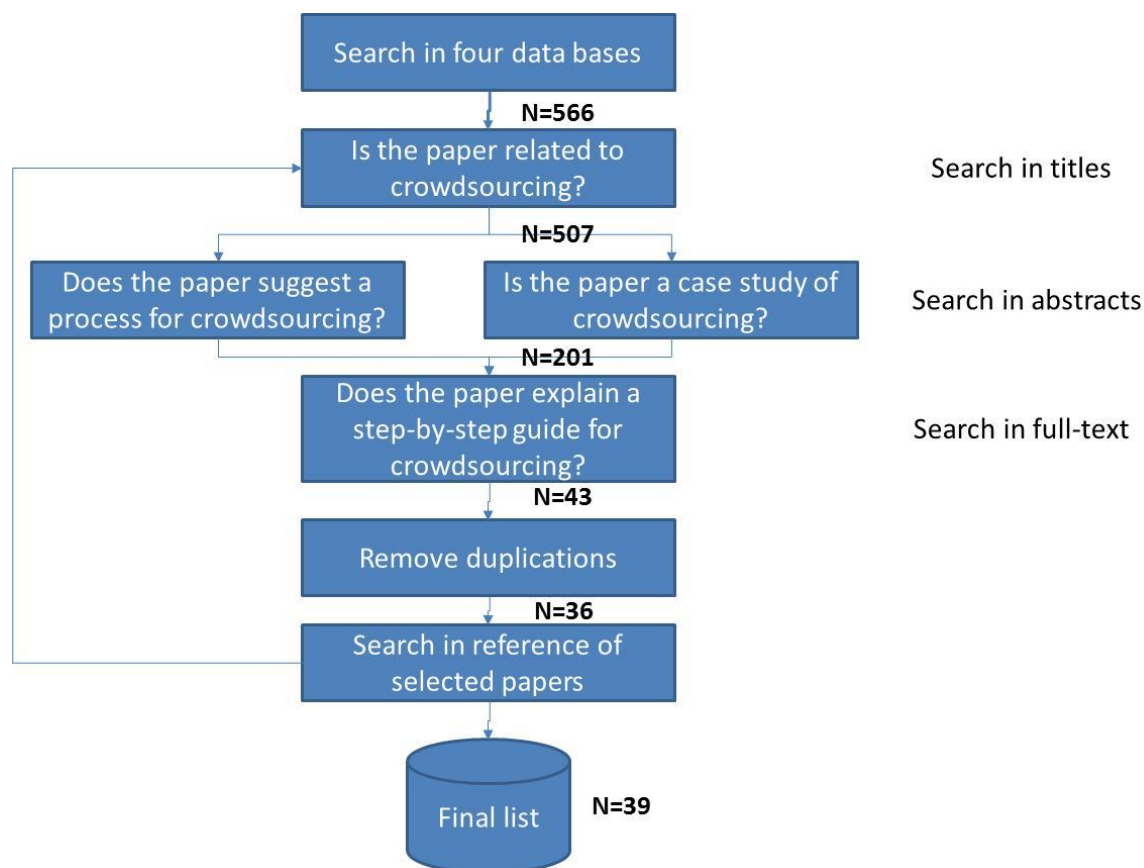 Search in four data bases
N=566
Is the paper related to
crowdsourcing?
Search in titles
N=507
Does the paper suggest a
process for crowdsourcing?
Is the paper a case study of
crowdsourcing?
Search in abstracts
N=201
Does the paper explain a
step-by-step guide for
crowdsourcing?
Search in full-text
N=43
Remove duplications
N=36
Search in reference of
selected papers
Final list
N=39